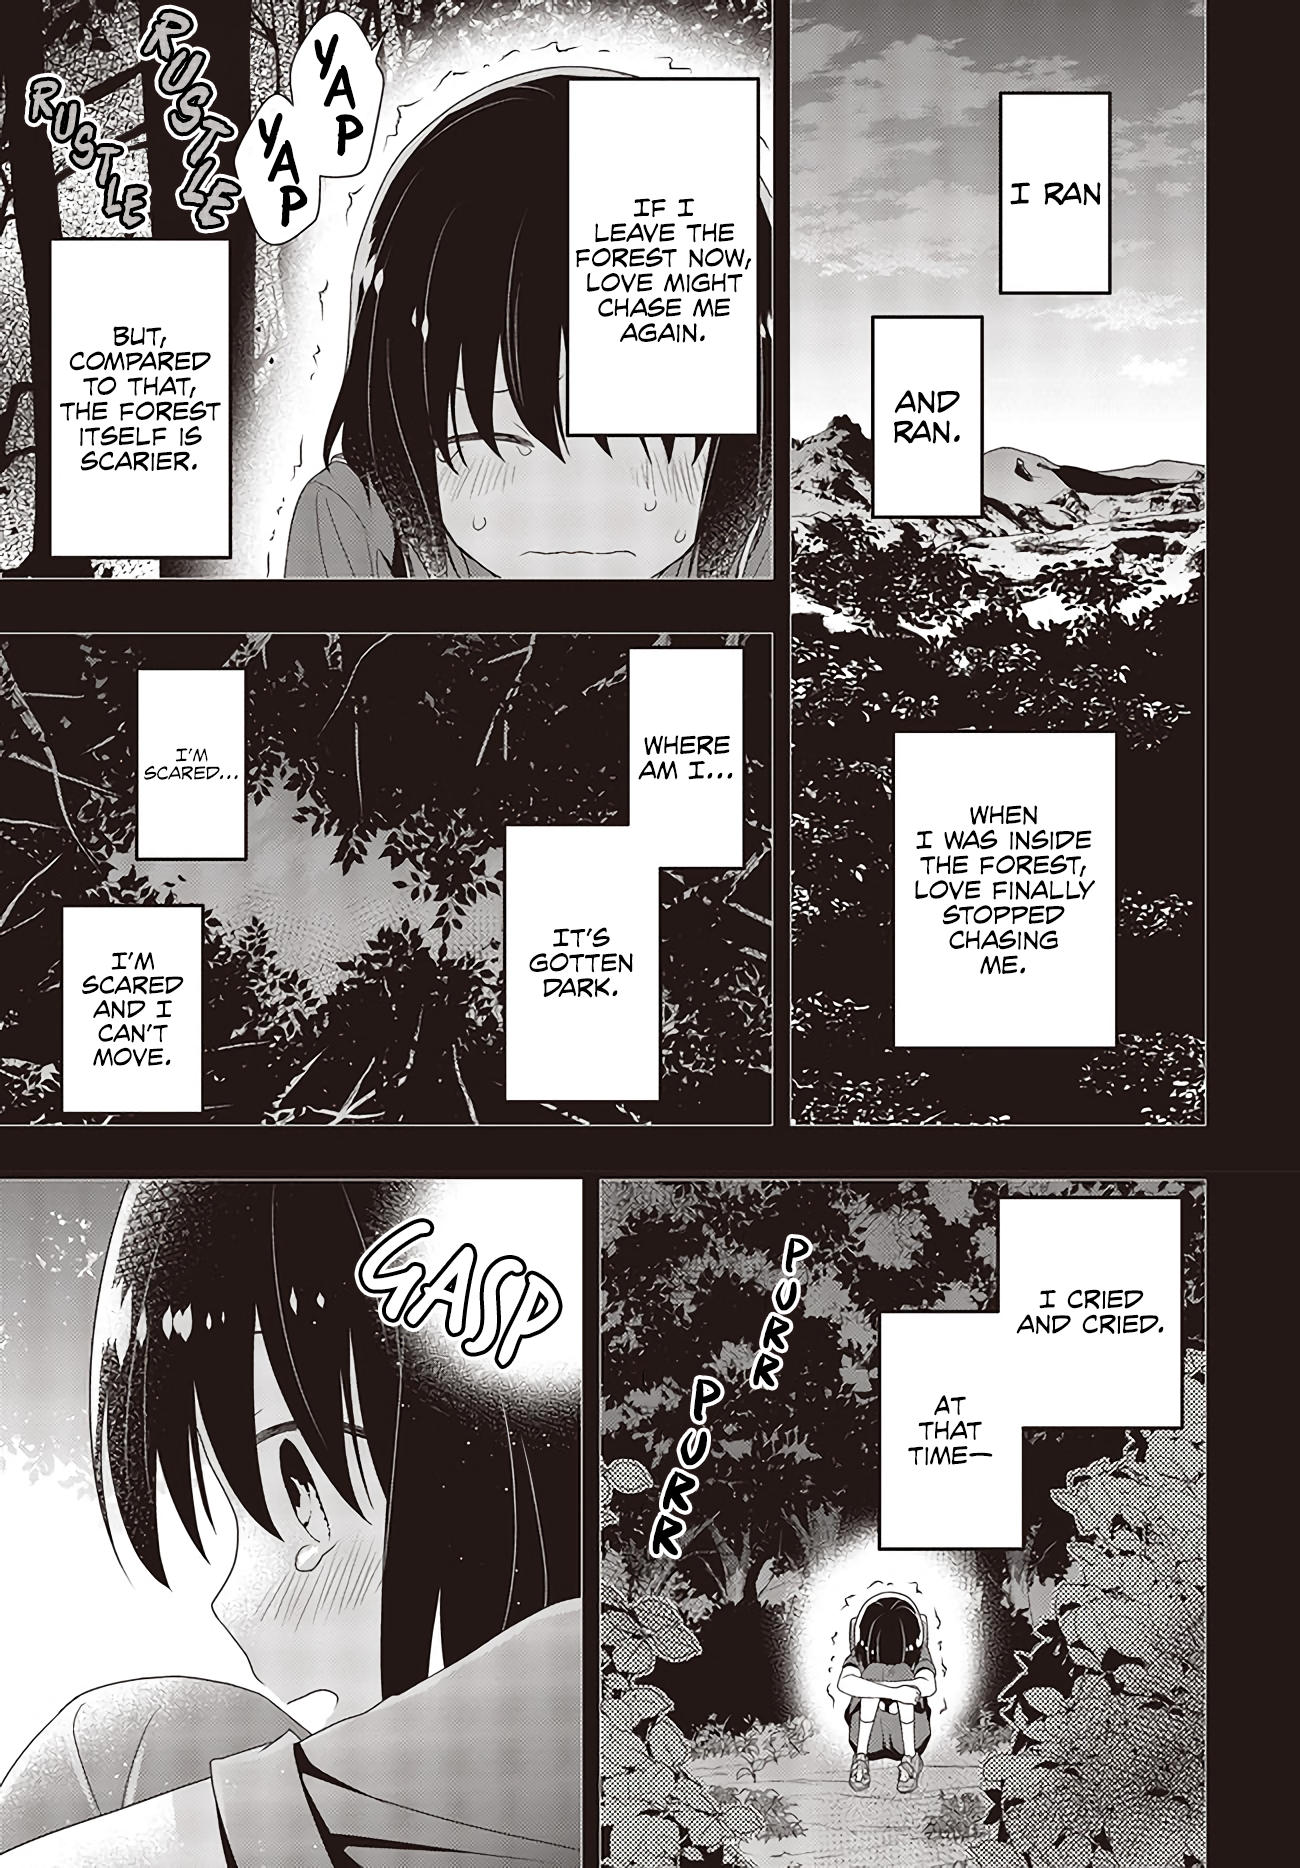 I RAN
AND
RAN.
WHEN
I WAS INSIDE
THE FOREST,
LOVE FINALLY
STOPPED
CHASING
ME.
IF I
LEAVE THE
FOREST NOW,
LOVE MIGHT
CHASE ME
AGAIN.
YAP
YAP
RUSTLE
RUSTLE
BUT,
COMPARED
TO THAT,
THE FOREST
ITSELF IS
SCARIER.
WHERE
AM I...
IT'S
GOTTEN
DARK.
I'M
SCARED...
I'M
SCARED
AND I
CAN'T
MOVE.
I CRIED
AND CRIED.
AT
THAT
TIME—
PURR
PURR
GASP